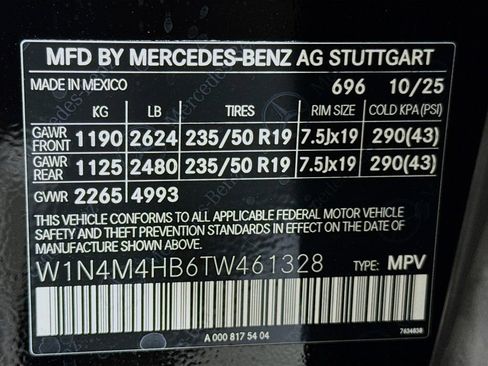 MFD BY MERCEDES-BENZ AG STUTTGART
MADE IN MEXICO 696 10/25
KG LB TIRES RIM SIZE COLD KPA (PSI)
GAWR FRONT 1190 2624 235/50 R19 7.5Jx19 290(43)
GAWR REAR 1125 2480 235/50 R19 7.5Jx19 290(43)
GVWR 2265 4993
THIS VEHICLE CONFORMS TO ALL APPLICABLE FEDERAL MOTOR VEHICLE
SAFETY AND THEFT PREVENTION STANDARDS IN EFFECT ON THE DATE
OF MANUFACTURE SHOWN ABOVE.
W1N4M4HB6TW461328 TYPE: MPV
A 000 817 54 04 7634838